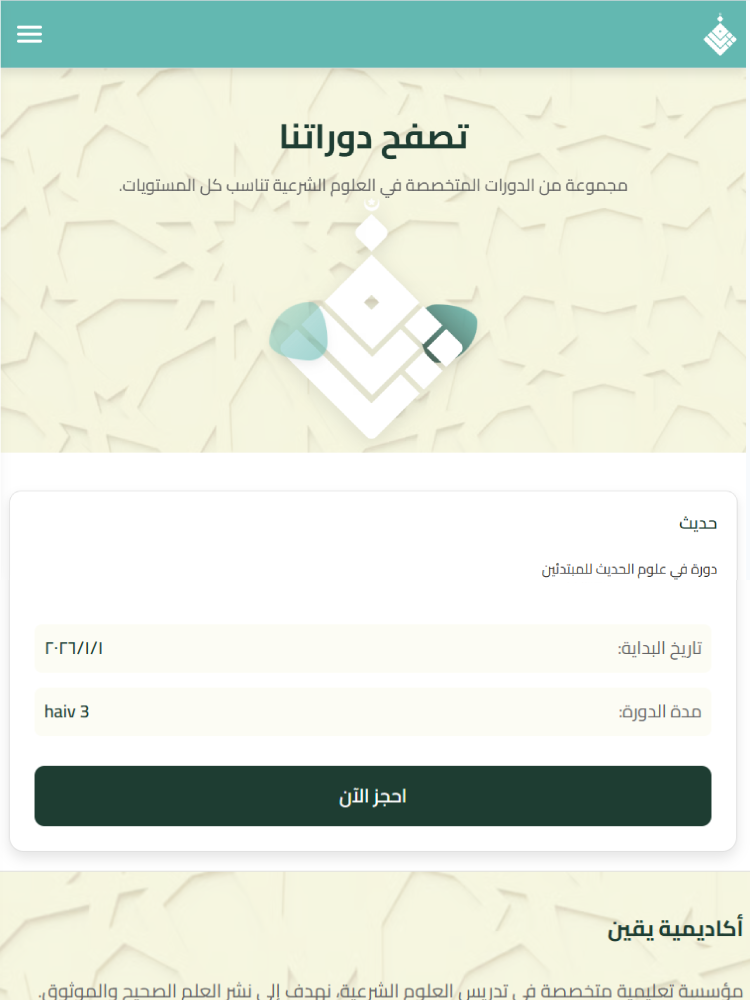 تصفح دوراتنا
مجموعة من الدورات المتخصصة في العلوم الشرعية تناسب كل المستويات.
حديث
دورة في علوم الحديث للمبتدئين
تاريخ البداية: ٢٠٢٦/١/١
مدة الدورة: haiv 3
احجز الآن
أكاديمية يقين
مؤسسة تعليمية متخصصة في تدريس العلوم الشرعية، نهدف إلى نشر العلم الصحيح والموثوق.